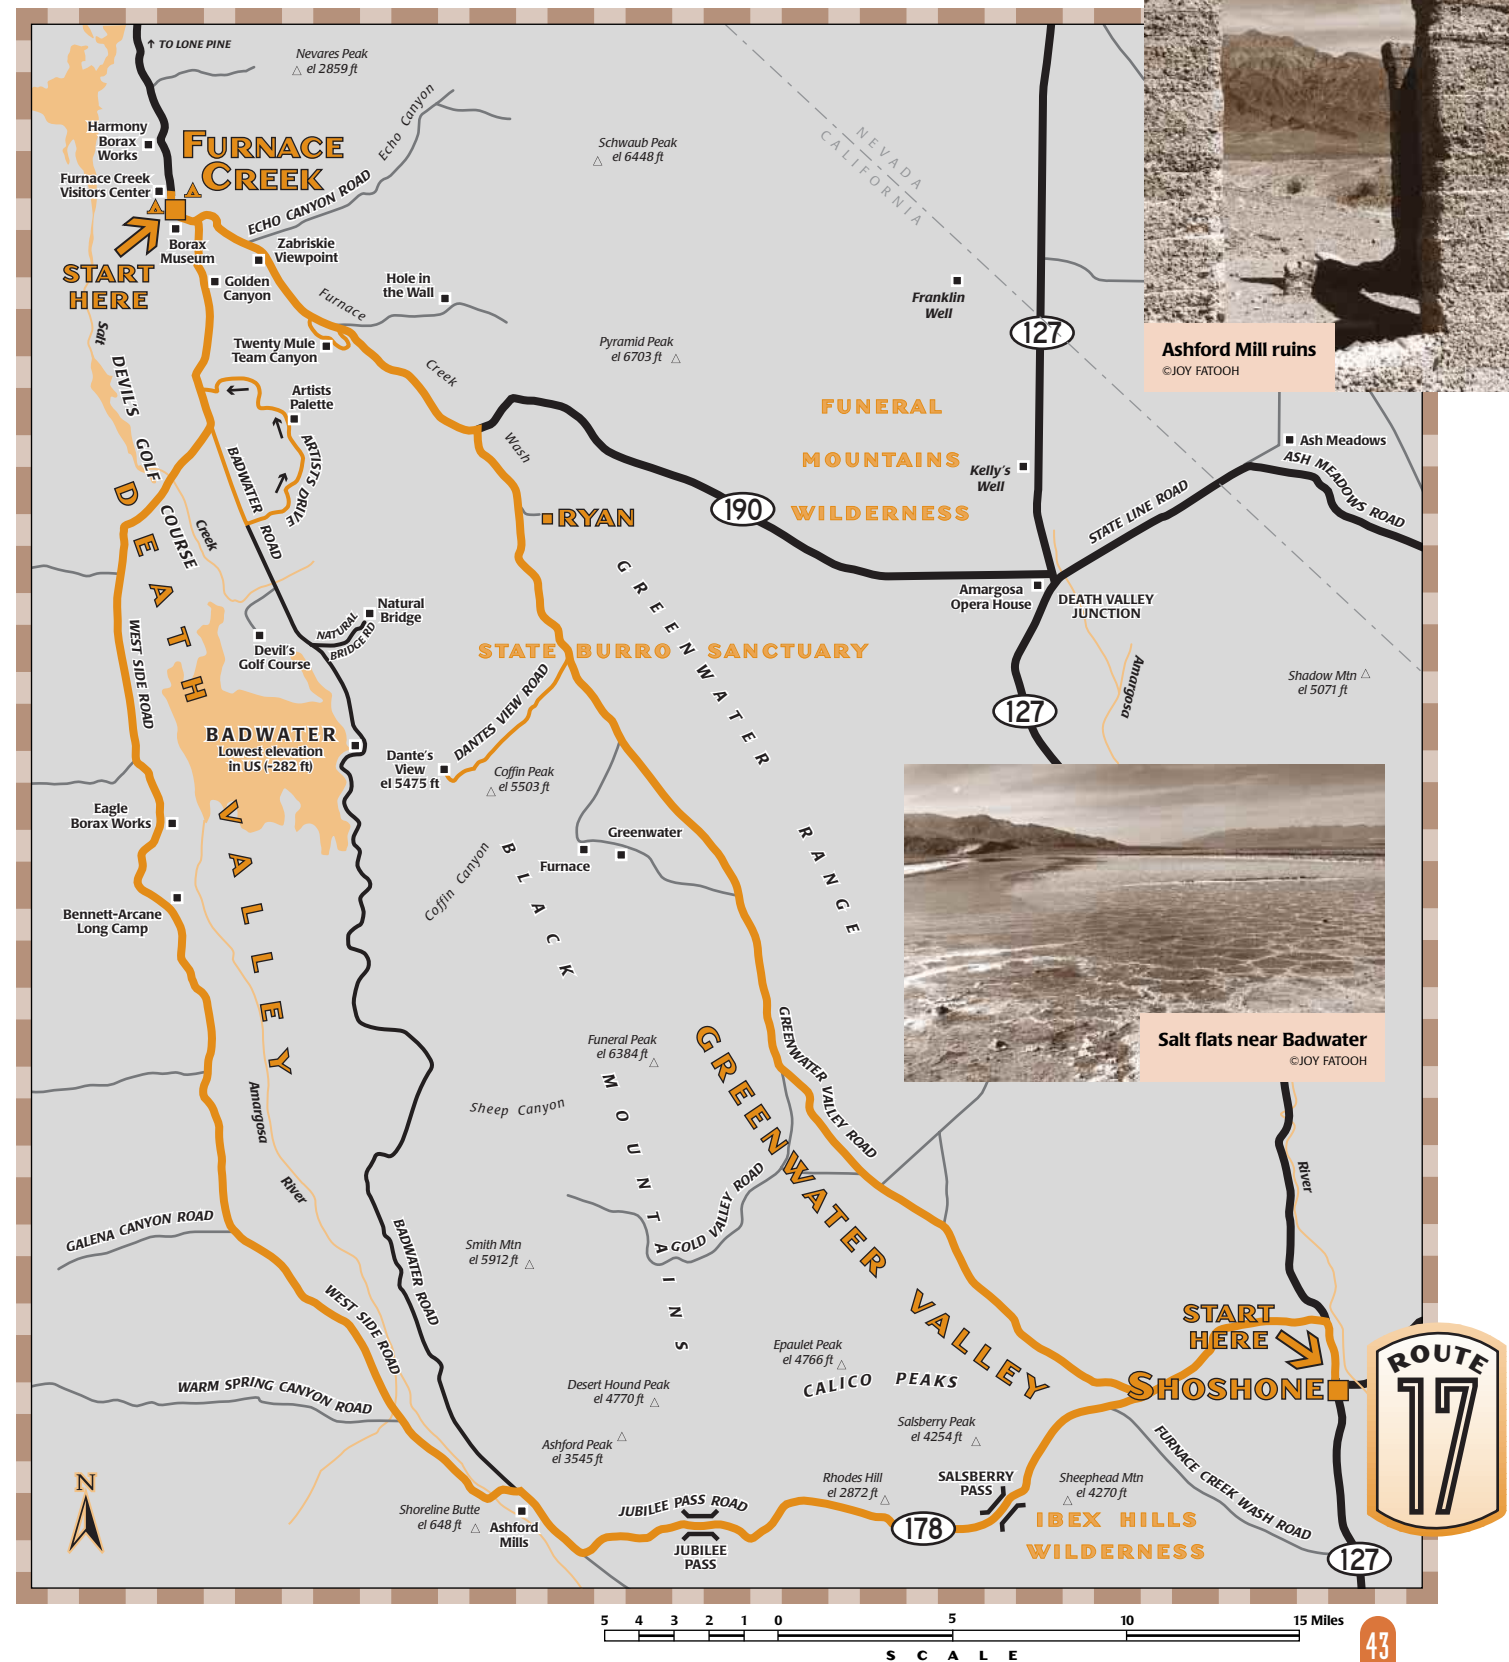 ↑ TO LONE PINE
Nevares Peak
el 2859 ft
Echo Canyon
Harmony
Borax
Works
FURNACE
CREEK
Furnace Creek
Visitors Center
ECHO CANYON ROAD
Schwaub Peak
el 6448 ft
NEVADA
CALIFORNIA
Borax
Museum
Zabriskie
Viewpoint
START
HERE
Golden
Canyon
Hole in
the Wall
Furnace
Creek
Wash
Franklin
Well
127
Ashford Mill ruins
©JOY FATOOH
Salt
Creek
Twenty Mule
Team Canyon
Pyramid Peak
el 6703 ft
DEVIL'S
GOLF
COURSE
Artists
Palette
ARTISTS DRIVE
BADWATER
ROAD
FUNERAL
MOUNTAINS
WILDERNESS
Kelly's
Well
Ash Meadows
ASH MEADOWS ROAD
STATE LINE ROAD
190
RYAN
DEATH
VALLEY
GREENWATER
RANGE
Amargosa
Opera House
DEATH VALLEY
JUNCTION
Natural
Bridge
NATURAL
BRIDGE RD
Devil's
Golf Course
WEST SIDE ROAD
STATE BURRO SANCTUARY
Amargosa
Shadow Mtn
el 5071 ft
127
BADWATER
Lowest elevation
in US (-282 ft)
Dante's
View
el 5475 ft
DANTES VIEW ROAD
Coffin Peak
el 5503 ft
Eagle
Borax Works
Greenwater
Furnace
Coffin Canyon
BLACK
MOUNTAINS
Bennett-Arcane
Long Camp
Salt flats near Badwater
©JOY FATOOH
Funeral Peak
el 6384 ft
GREENWATER VALLEY
GREENWATER VALLEY ROAD
Sheep Canyon
Amargosa
River
River
GOLD VALLEY ROAD
GALENA CANYON ROAD
BADWATER ROAD
Smith Mtn
el 5912 ft
WEST SIDE ROAD
START
HERE
SHOSHONE
ROUTE
17
Epaulet Peak
el 4766 ft
CALICO PEAKS
Desert Hound Peak
el 4770 ft
WARM SPRING CANYON ROAD
Salsberry Peak
el 4254 ft
Ashford Peak
el 3545 ft
FURNACE CREEK WASH ROAD
Rhodes Hill
el 2872 ft
SALSBERRY
PASS
Sheephead Mtn
el 4270 ft
N
Shoreline Butte
el 648 ft
Ashford
Mills
JUBILEE PASS ROAD
JUBILEE
PASS
178
IBEX HILLS
WILDERNESS
127
5 4 3 2 1 0 5 10 15 Miles
SCALE
43